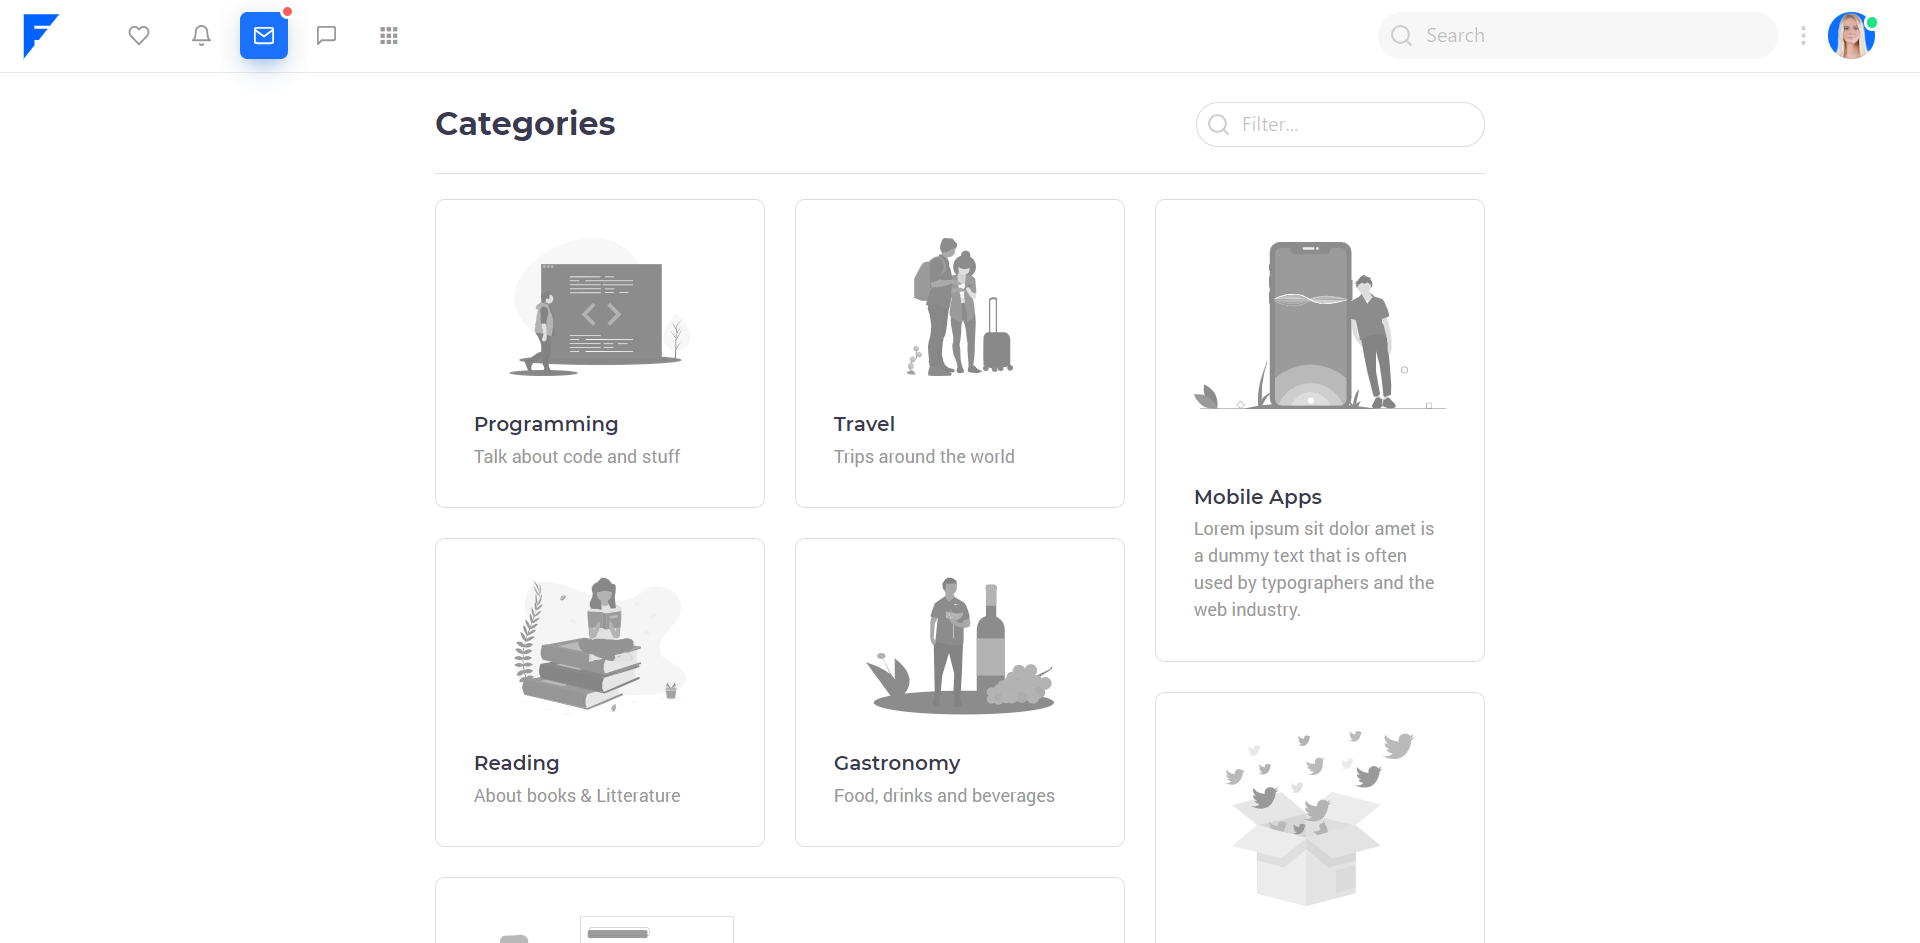 Search
Categories
Filter...
Programming
Talk about code and stuff
Travel
Trips around the world
Mobile Apps
Lorem ipsum sit dolor amet is
a dummy text that is often
used by typographers and the
web industry.
Reading
About books & Litterature
Gastronomy
Food, drinks and beverages